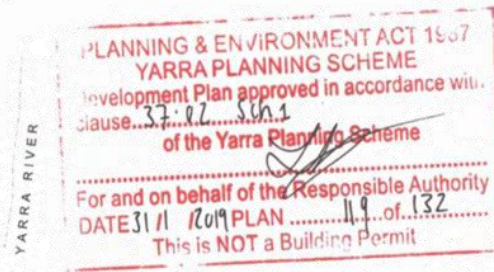 PLANNING & ENVIRONMENT ACT 1987
YARRA PLANNING SCHEME
Development Plan approved in accordance with
clause...37.02 Sch 1
of the Yarra Planning Scheme
For and on behalf of the Responsible Authority
DATE 31/1/2019 PLAN ......119...of..132
This is NOT a Building Permit
YARRA RIVER